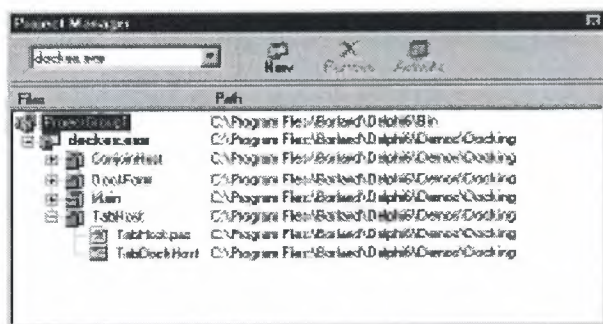 Project Manager
dockex.exe
New Remove Activate
Files Path
ProjectGroup1 C:\Program Files\Borland\Delphi6\Bin
dockex.exe C:\Program Files\Borland\Delphi6\Demos\Docking
ConjoinHost C:\Program Files\Borland\Delphi6\Demos\Docking
DockForm C:\Program Files\Borland\Delphi6\Demos\Docking
Main C:\Program Files\Borland\Delphi6\Demos\Docking
TabHost C:\Program Files\Borland\Delphi6\Demos\Docking
TabHost.pas C:\Program Files\Borland\Delphi6\Demos\Docking
TabDockHost C:\Program Files\Borland\Delphi6\Demos\Docking